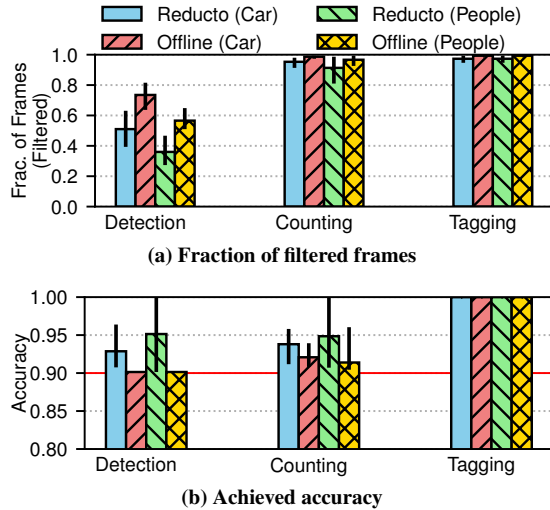 Reducto (Car) Reducto (People)
Offline (Car) Offline (People)
Frac. of Frames
(Filtered)
1.0
0.8
0.6
0.4
0.2
0.0
Detection Counting Tagging
(a) Fraction of filtered frames
Accuracy
1.00
0.95
0.90
0.85
0.80
Detection Counting Tagging
(b) Achieved accuracy